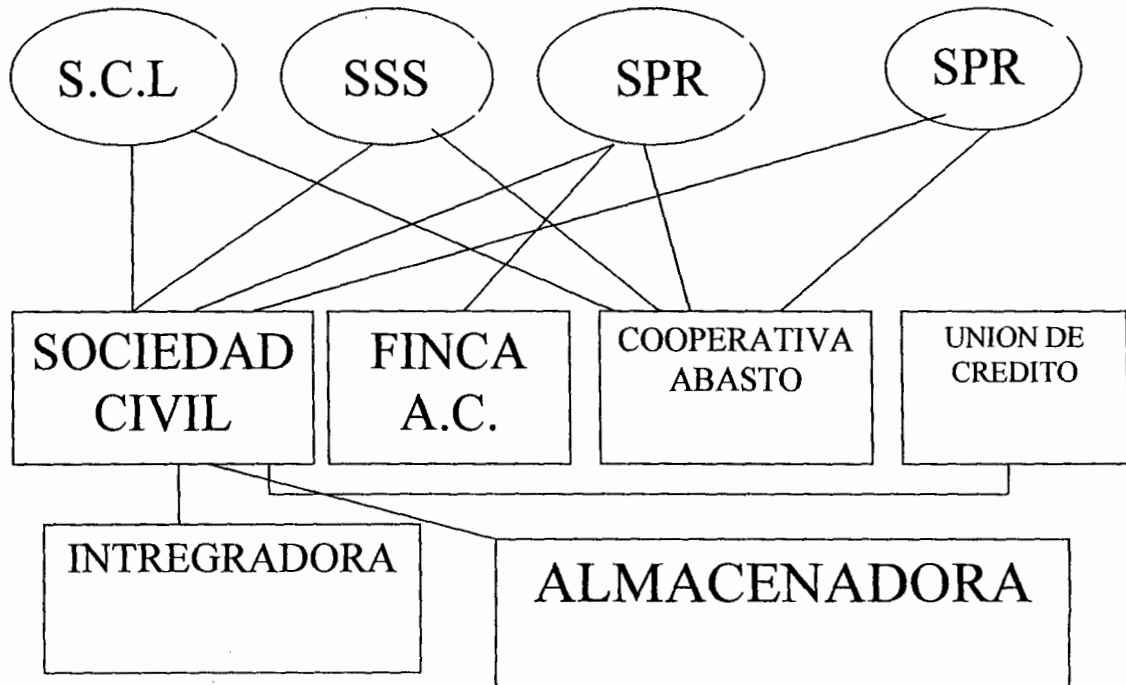 S.C.L
SSS
SPR
SPR
SOCIEDAD
CIVIL
FINCA
A.C.
COOPERATIVA
ABASTO
UNION DE
CREDITO
INTREGRADORA
ALMACENADORA